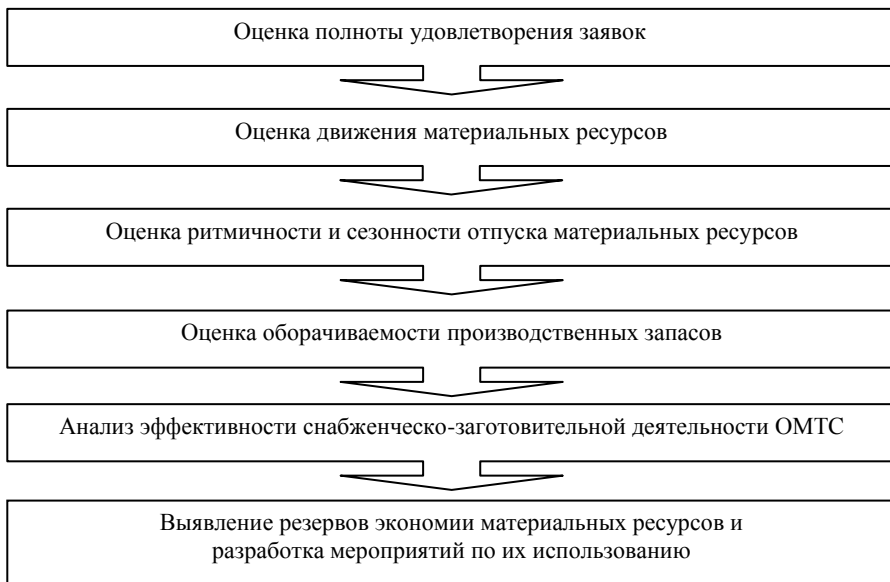 Оценка полноты удовлетворения заявок
Оценка движения материальных ресурсов
Оценка ритмичности и сезонности отпуска материальных ресурсов
Оценка оборачиваемости производственных запасов
Анализ эффективности снабженческо-заготовительной деятельности ОМТС
Выявление резервов экономии материальных ресурсов и
разработка мероприятий по их использованию